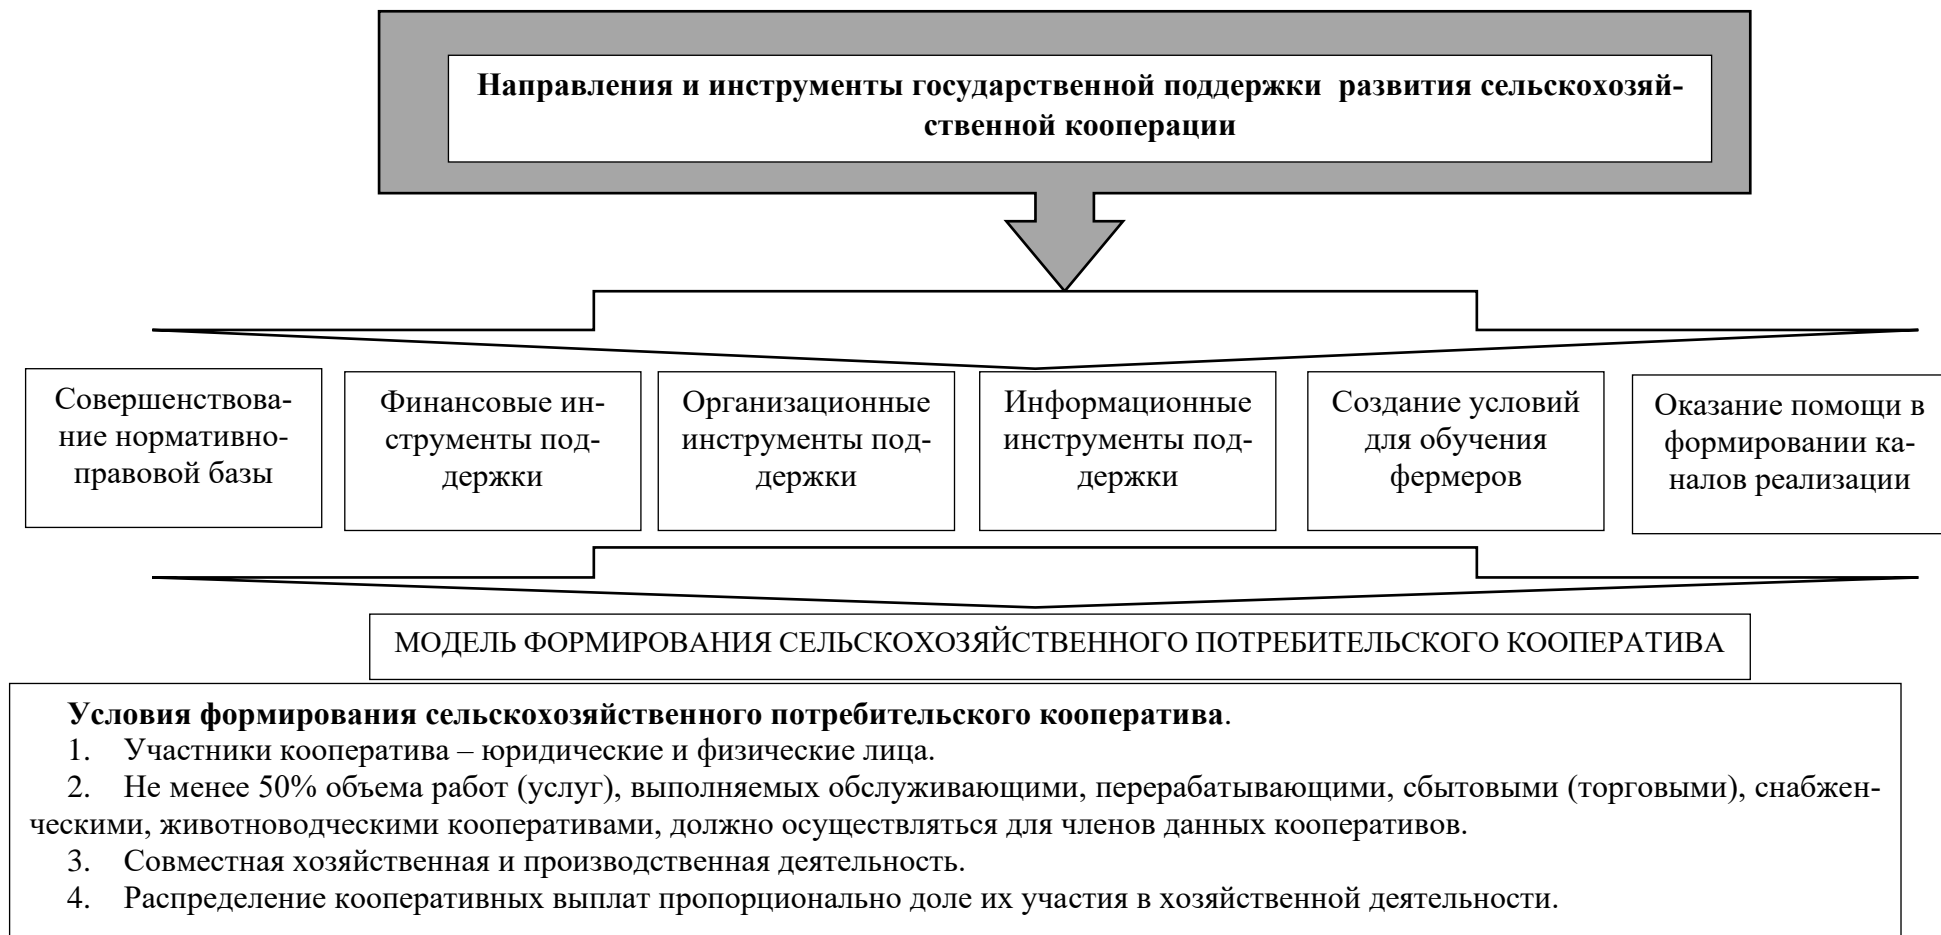 Направления и инструменты государственной поддержки  развития сельскохозяй-
ственной кооперации
Совершенствова-
ние нормативно-
правовой базы
Финансовые ин-
струменты под-
держки
Организационные
инструменты под-
держки
Информационные
инструменты под-
держки
Создание условий
для обучения
фермеров
Оказание помощи в
формировании ка-
налов реализации
МОДЕЛЬ ФОРМИРОВАНИЯ СЕЛЬСКОХОЗЯЙСТВЕННОГО ПОТРЕБИТЕЛЬСКОГО КООПЕРАТИВА
Условия формирования сельскохозяйственного потребительского кооператива.
1. Участники кооператива – юридические и физические лица.
2. Не менее 50% объема работ (услуг), выполняемых обслуживающими, перерабатывающими, сбытовыми (торговыми), снабжен-
ческими, животноводческими кооперативами, должно осуществляться для членов данных кооперативов.
3. Совместная хозяйственная и производственная деятельность.
4. Распределение кооперативных выплат пропорционально доле их участия в хозяйственной деятельности.